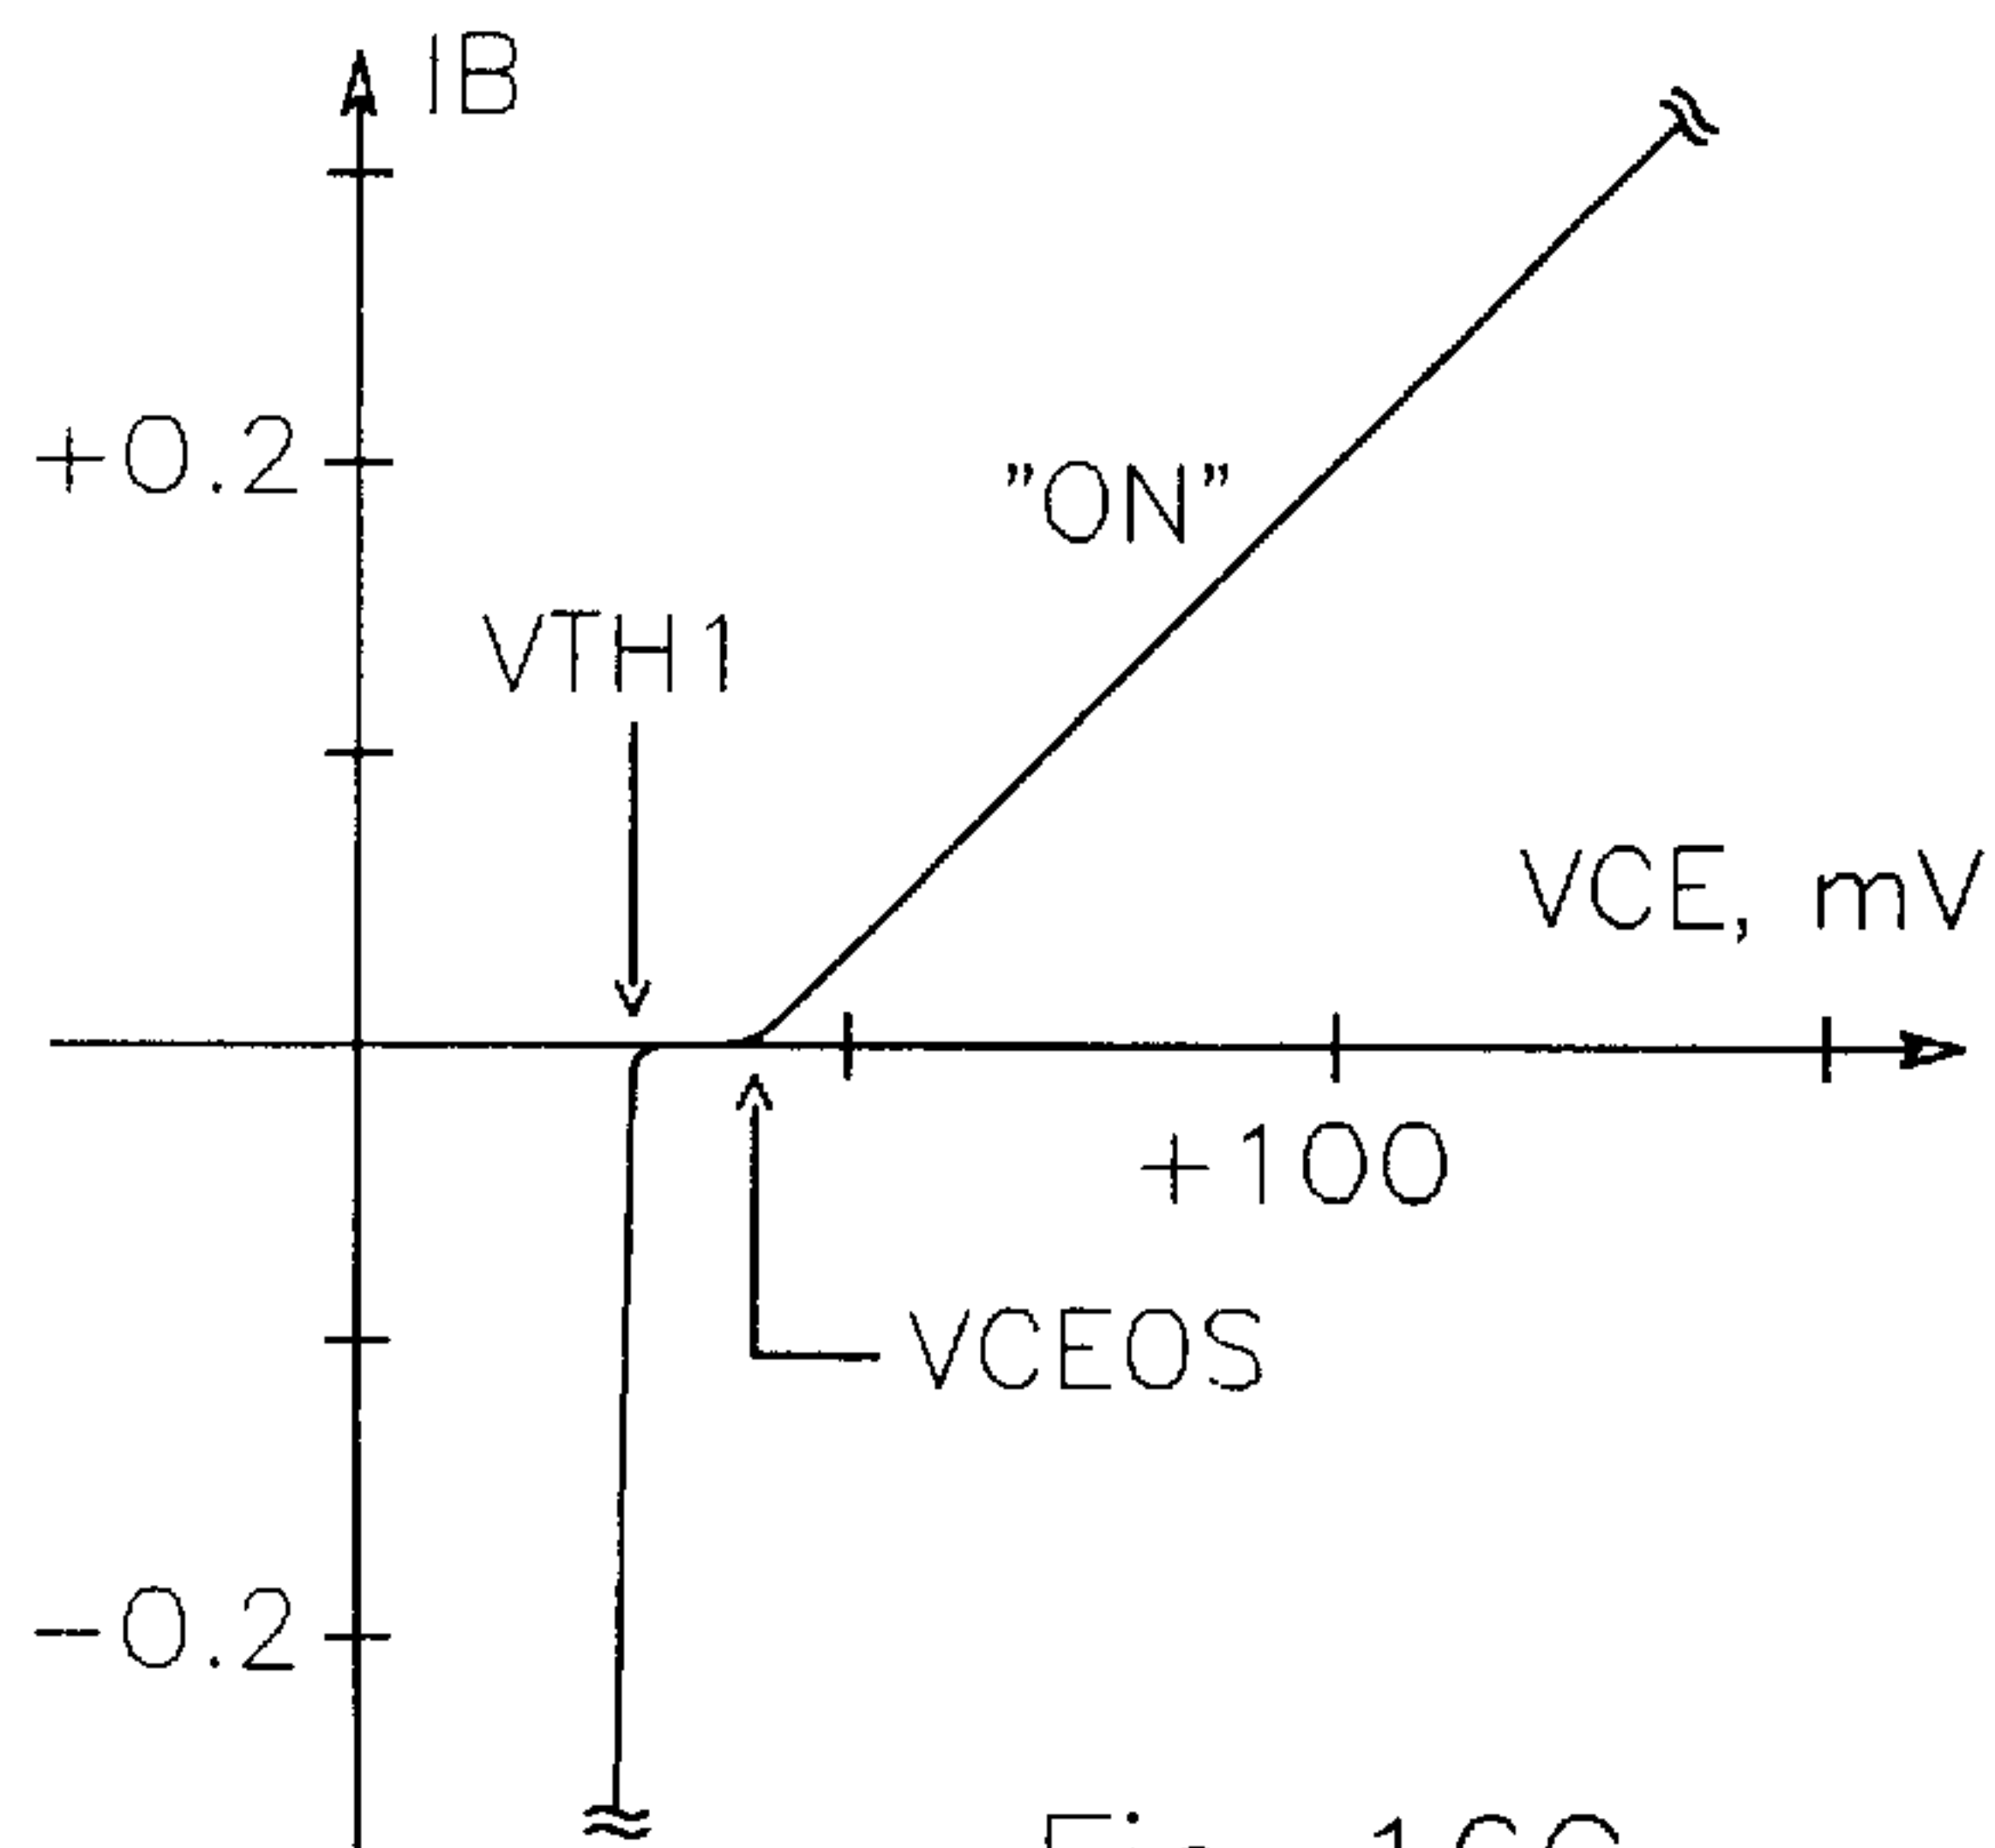 IB
+0.2
"ON"
VTH1
VCE, mV
+100
VCEOS
-0.2